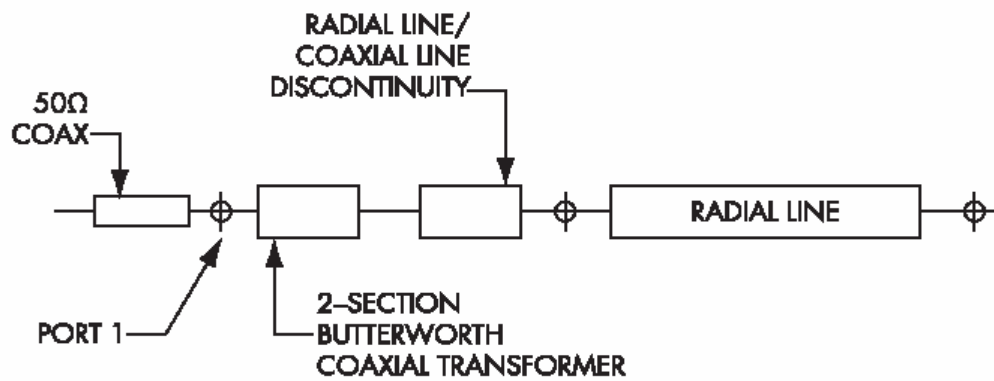 RADIAL LINE/
COAXIAL LINE
DISCONTINUITY
50Ω
COAX
RADIAL LINE
PORT 1
2–SECTION
BUTTERWORTH
COAXIAL TRANSFORMER